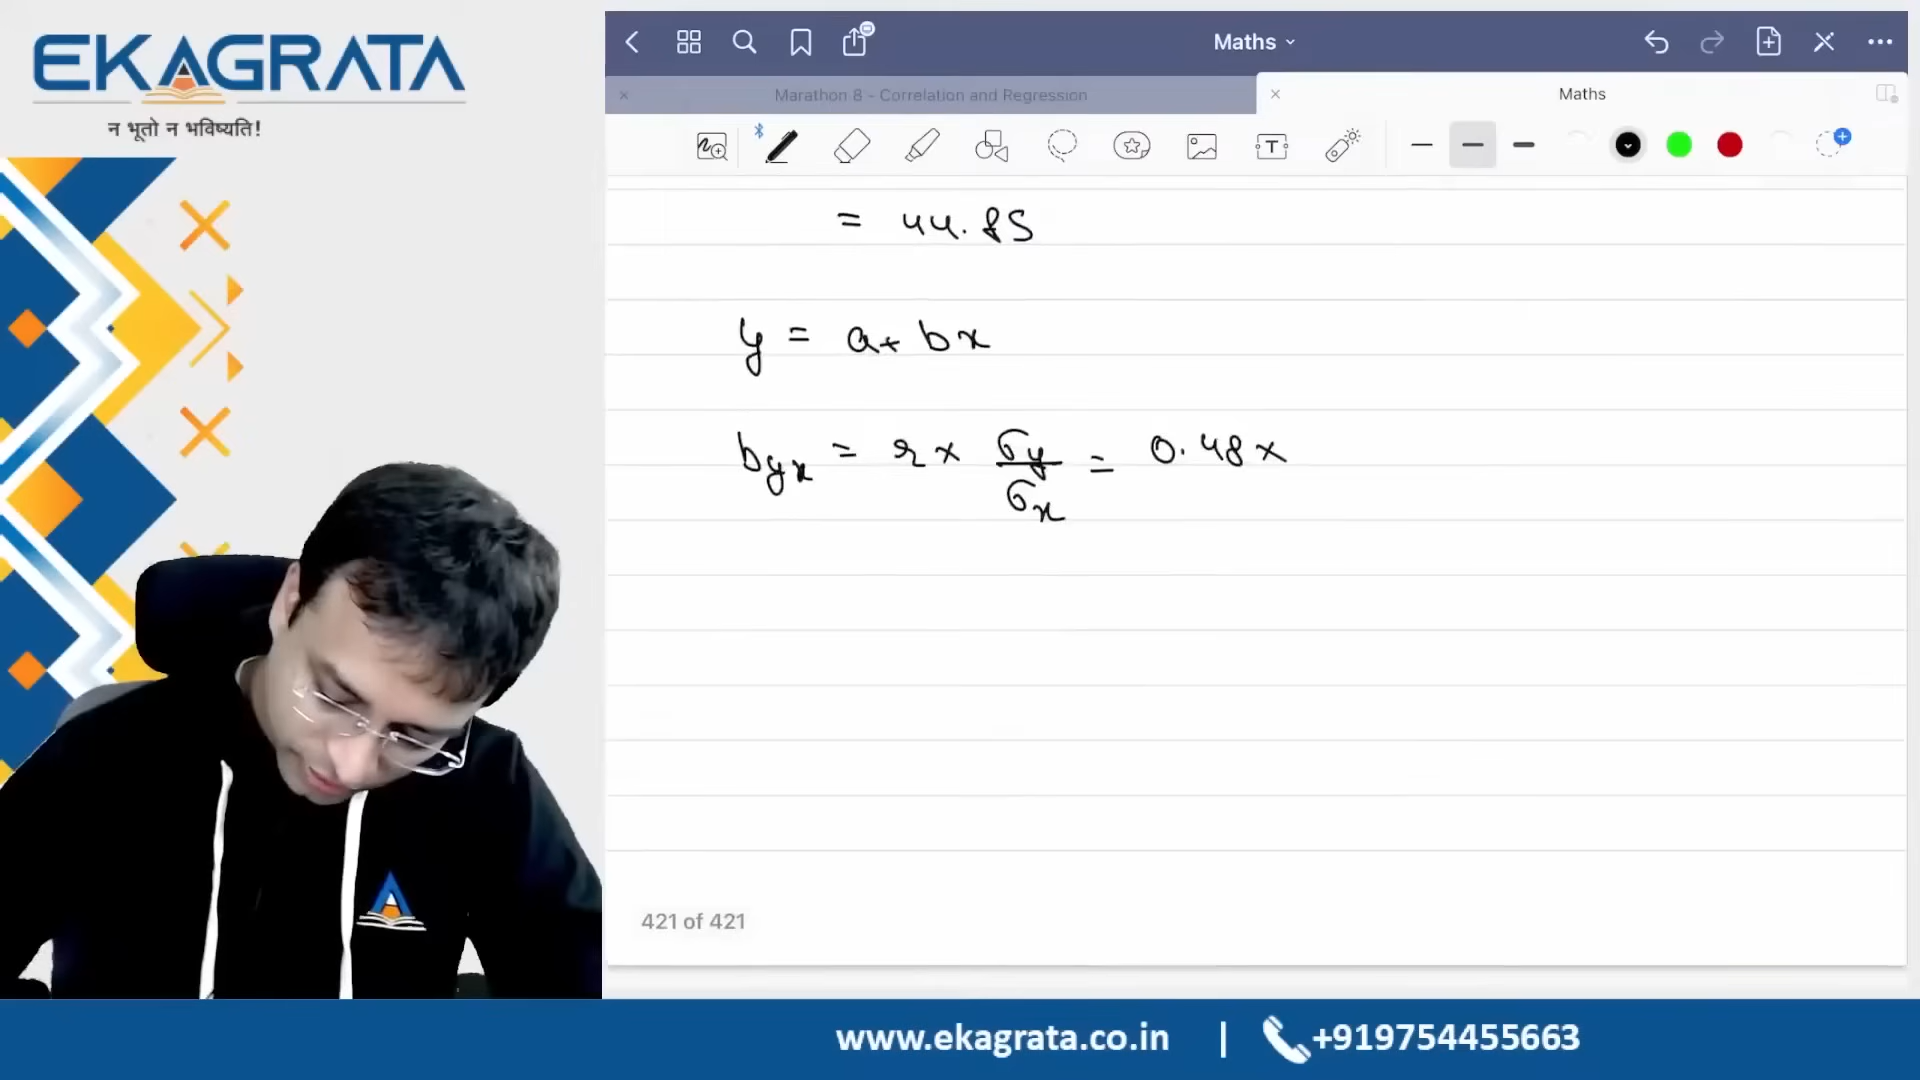 EKAGRATA
न भूतो न भविष्यति!
Maths
Marathon 8 - Correlation and Regression
Maths
= 44.85
y = a+ bx
byx = r x σy/σx = 0.48 x
421 of 421
www.ekagrata.co.in | +919754455663